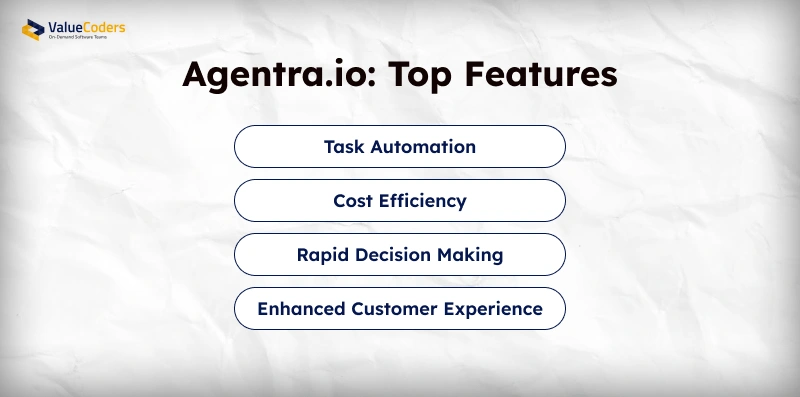 ValueCoders
On-Demand Software Teams
Agentra.io: Top Features
Task Automation
Cost Efficiency
Rapid Decision Making
Enhanced Customer Experience